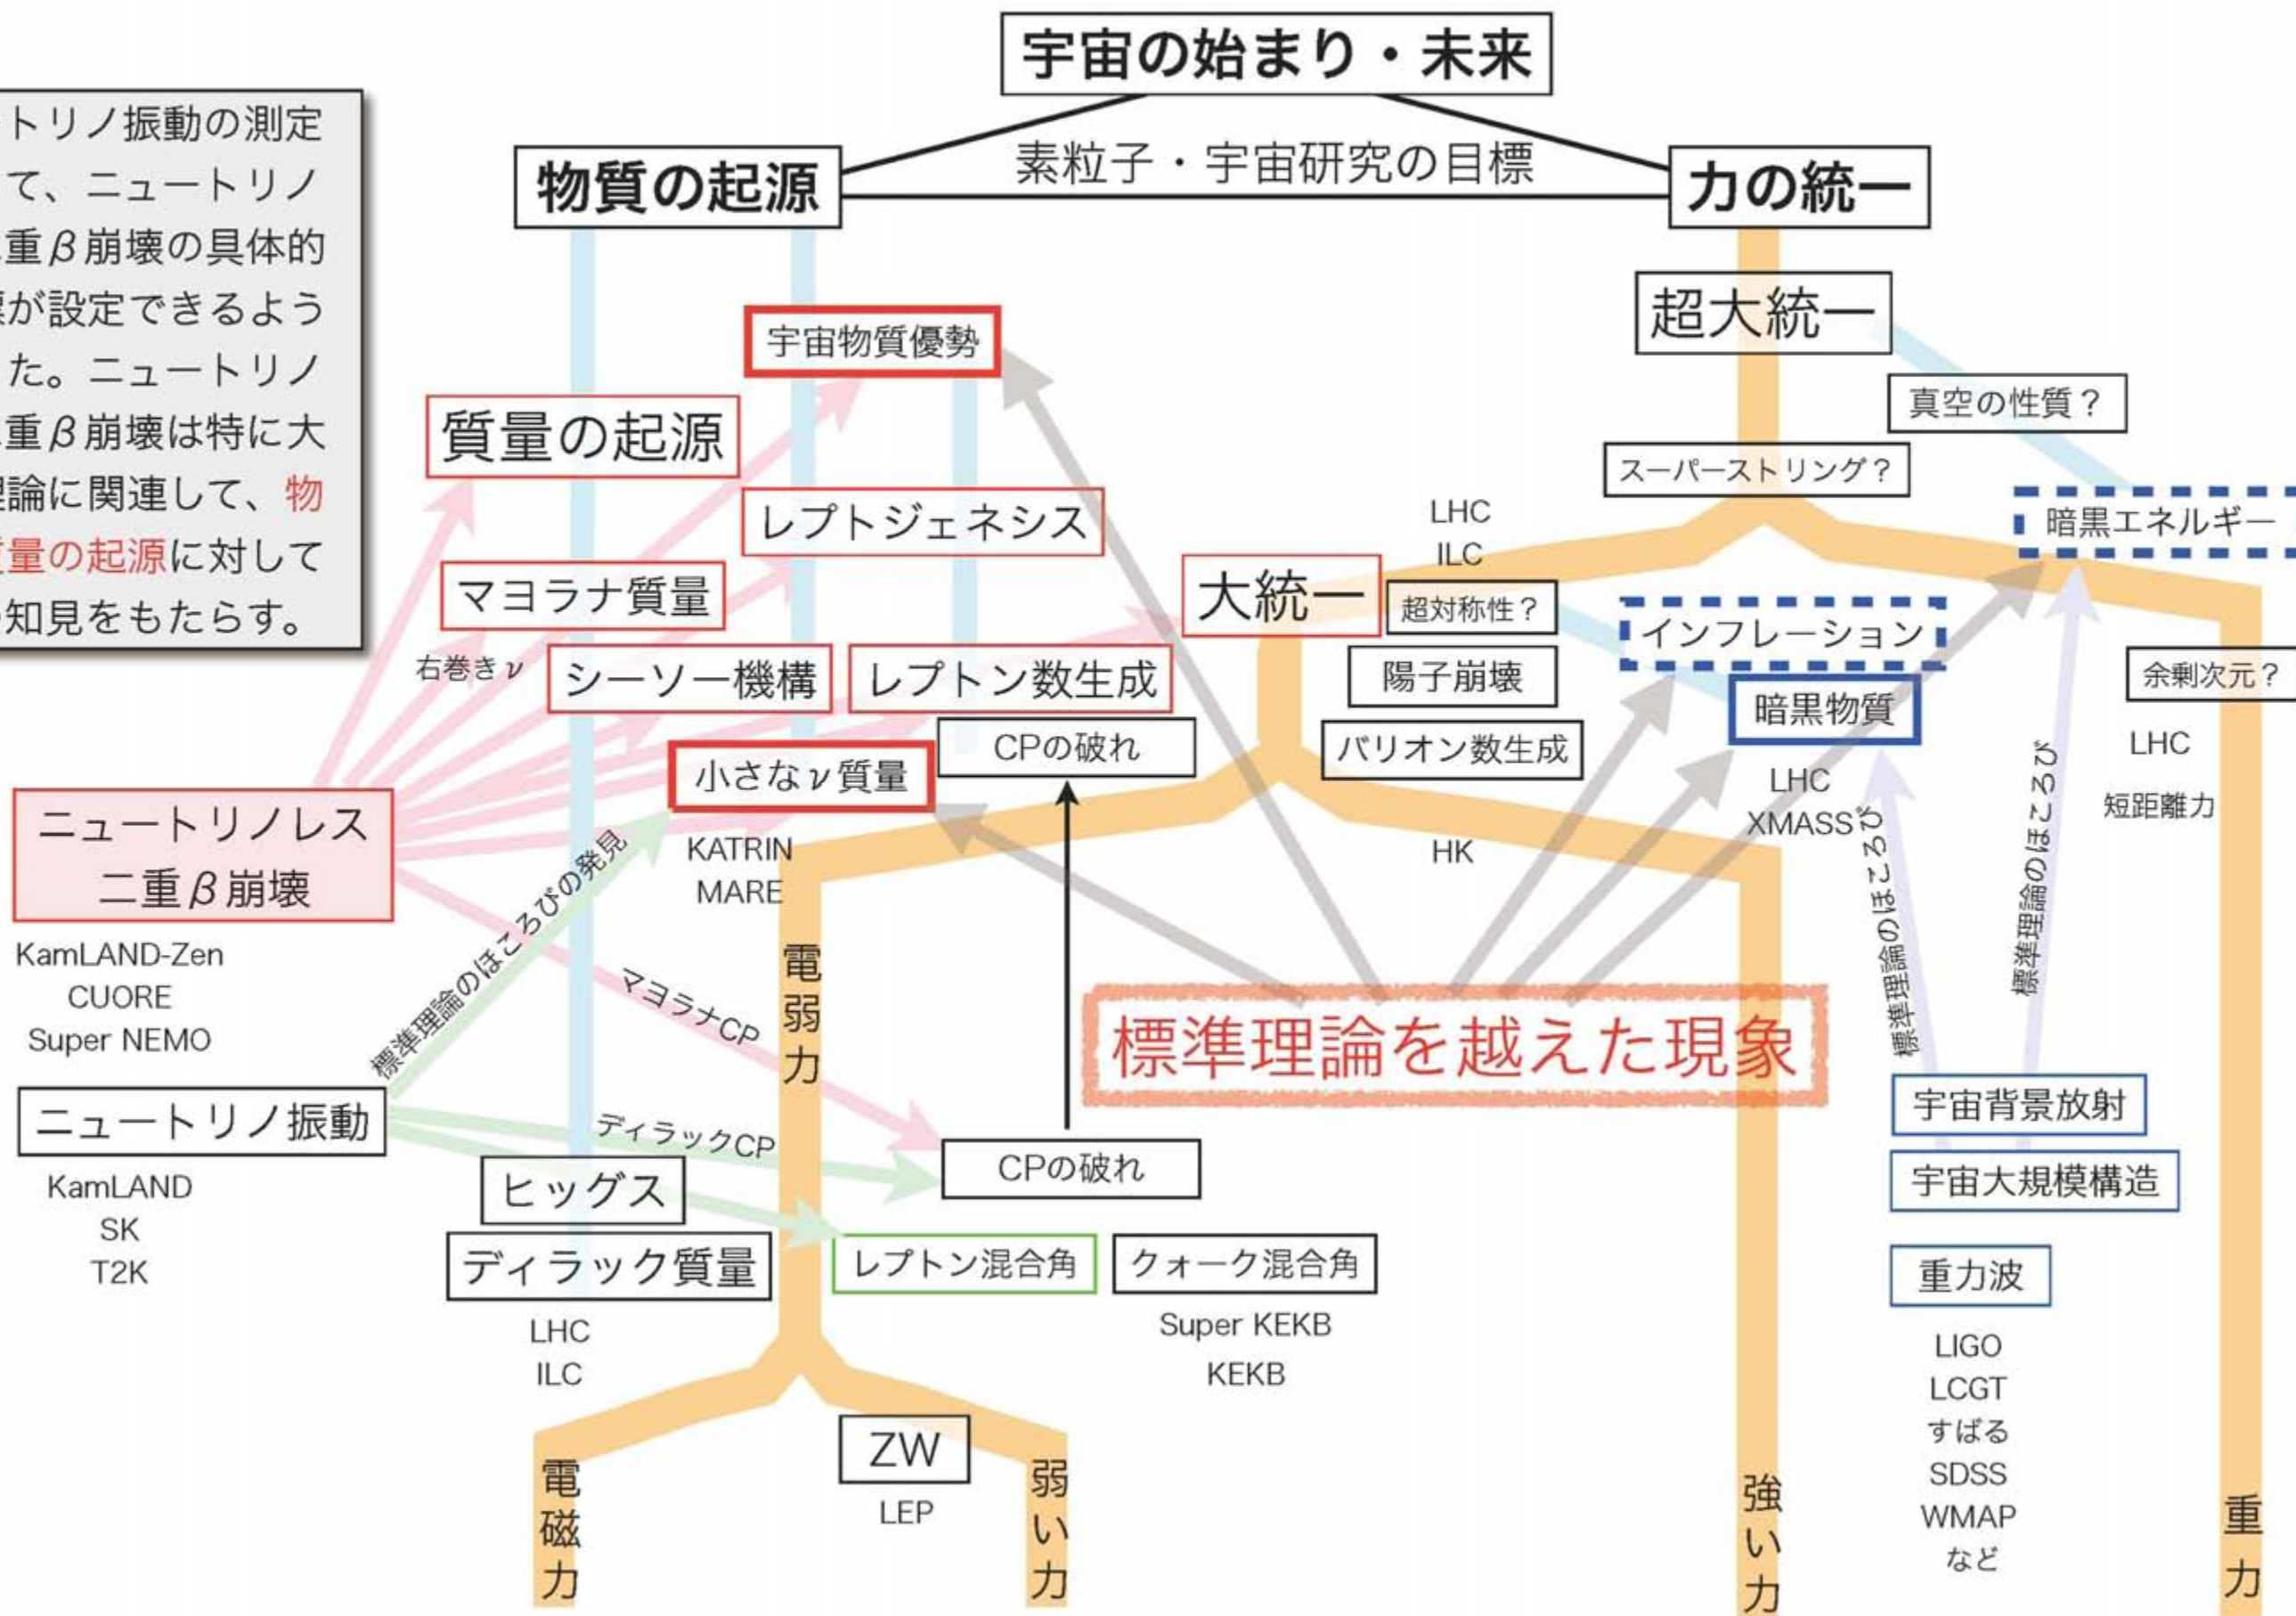 宇宙の始まり・未来
素粒子・宇宙研究の目標
物質の起源
力の統一
トリノ振動の測定
て、ニュートリノ
重β崩壊の具体的
が設定できるよう
た。ニュートリノ
重β崩壊は特に大
論に関連して、物
量の起源に対して
知見をもたらす。
宇宙物質優勢
質量の起源
レプトジェネシス
マヨラナ質量
右巻きν
シーソー機構
レプトン数生成
CPの破れ
小さなν質量
KATRIN
MARE
超大統一
真空の性質?
スーパーストリング?
暗黒エネルギー
LHC
ILC
大統一
超対称性?
インフレーション
陽子崩壊
暗黒物質
バリオン数生成
LHC
XMASS
HK
余剰次元?
LHC
短距離力
標準理論のほころび
標準理論のほころび
ニュートリノレス
二重β崩壊
KamLAND-Zen
CUORE
Super NEMO
標準理論のほころびの発見
マヨラナCP
電弱力
標準理論を越えた現象
ニュートリノ振動
KamLAND
SK
T2K
ディラックCP
CPの破れ
ヒッグス
ディラック質量
LHC
ILC
レプトン混合角
クォーク混合角
Super KEKB
KEKB
宇宙背景放射
宇宙大規模構造
重力波
LIGO
LCGT
すばる
SDSS
WMAP
など
ZW
LEP
電磁力
弱い力
強い力
重力